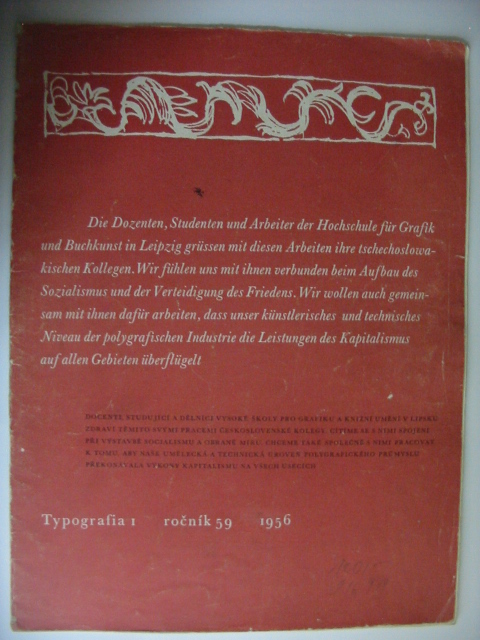 Die Dozenten, Studenten und Arbeiter der Hochschule für Grafik
und Buchkunst in Leipzig grüssen mit diesen Arbeiten ihre tschechoslowa-
kischen Kollegen. Wir fühlen uns mit ihnen verbunden beim Aufbau des
Sozialismus und der Verteidigung des Friedens. Wir wollen auch gemein-
sam mit ihnen dafür arbeiten, dass unser künstlerisches und technisches
Niveau der polygrafischen Industrie die Leistungen des Kapitalismus
auf allen Gebieten überflügelt
DOCENTI, STUDUJÍCÍ A DĚLNÍCI VYSOKÉ ŠKOLY PRO GRAFIKU A KNIŽNÍ UMĚNÍ V LIPSKU
ZDRAVÍ TĚMITO SVÝMI PRACEMI ČESKOSLOVENSKÉ KOLEGY. CÍTÍME SE S NIMI SPOJENI
PŘI VÝSTAVBĚ SOCIALISMU A OBRANĚ MÍRU. CHCEME TAKÉ SPOLEČNĚ S NIMI PRACOVAT
K TOMU, ABY NAŠE UMĚLECKÁ A TECHNICKÁ ÚROVEŇ POLYGRAFICKÉHO PRŮMYSLU
PŘEKONÁVALA VÝKONY KAPITALISMU NA VŠECH ÚSECÍCH
Typografia 1 ročník 59 1956